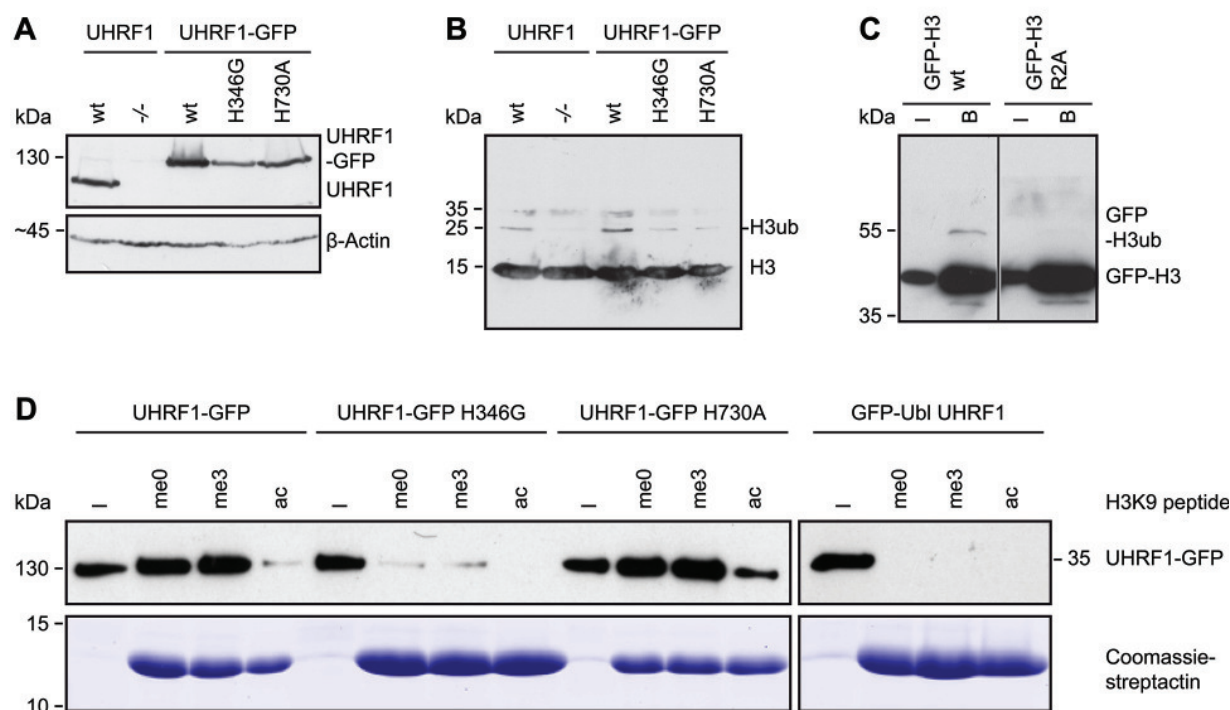 A
UHRF1 UHRF1-GFP
wt -/- wt H346G H730A
kDa
130
UHRF1
-GFP
UHRF1
~45
β-Actin
B
UHRF1 UHRF1-GFP
wt -/- wt H346G H730A
kDa
35
25
H3ub
15
H3
C
GFP-H3
wt
GFP-H3
R2A
kDa – B – B
55
GFP
-H3ub
GFP-H3
35
D
UHRF1-GFP UHRF1-GFP H346G UHRF1-GFP H730A GFP-Ubl UHRF1
kDa – me0 me3 ac – me0 me3 ac – me0 me3 ac – me0 me3 ac H3K9 peptide
130 35 UHRF1-GFP
15
Coomassie-
streptactin
10